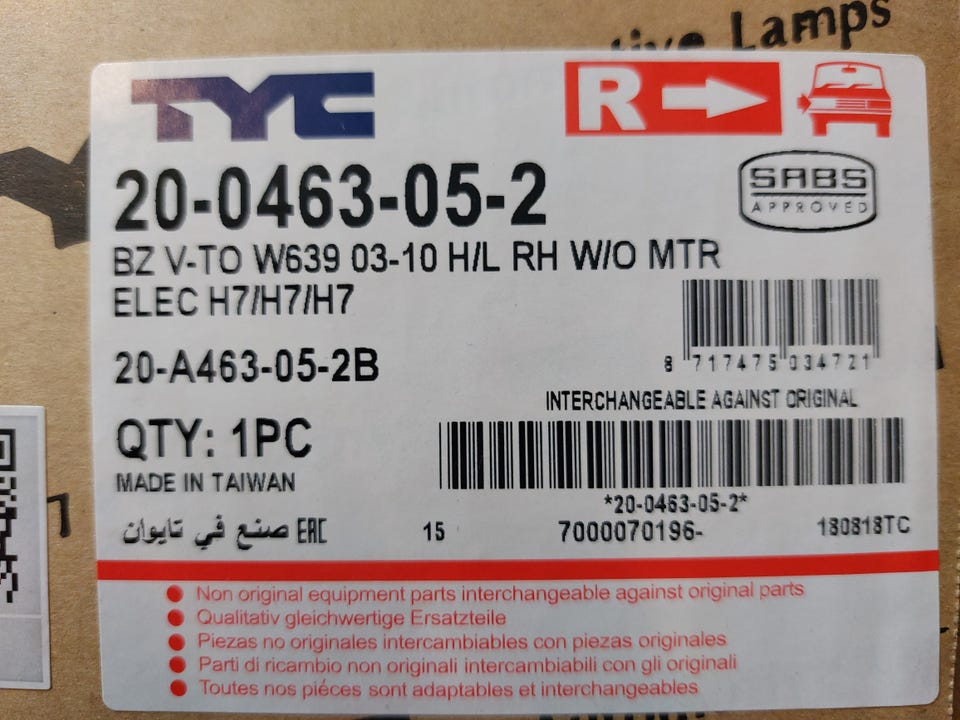 tive Lamps
TYC
R
20-0463-05-2
SABS
APPROVED
BZ V-TO W639 03-10 H/L RH W/O MTR
ELEC H7/H7/H7
8 717475 034721
20-A463-05-2B
INTERCHANGEABLE AGAINST ORIGINAL
QTY: 1PC
MADE IN TAIWAN
*20-0463-05-2*
صنع في تايوان EAC
15
7000070196-
180818TC
Non original equipment parts interchangeable against original parts
Qualitativ gleichwertige Ersatzteile
Piezas no originales intercambiables con piezas originales
Parti di ricambio non originali intercambiabili con gli originali
Toutes nos piéces sont adaptables et interchangeables